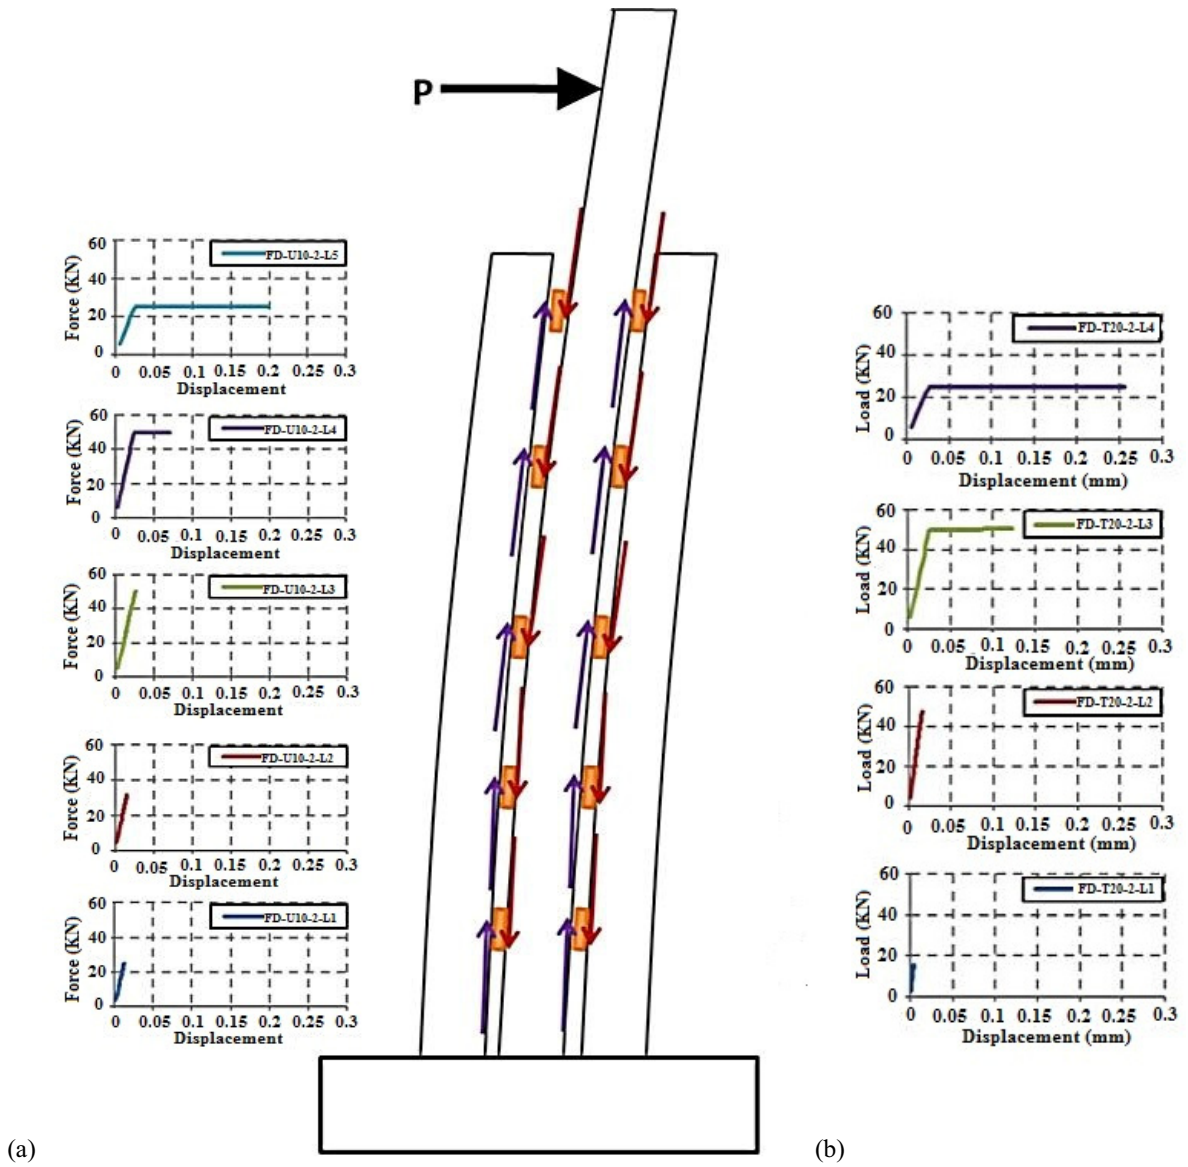 P
60
40
20
0
Force (KN)
FD-U10-2-L5
0 0.05 0.1 0.15 0.2 0.25 0.3
Displacement
60
40
20
0
Force (KN)
FD-U10-2-L4
0 0.05 0.1 0.15 0.2 0.25 0.3
Displacement
60
40
20
0
Force (KN)
FD-U10-2-L3
0 0.05 0.1 0.15 0.2 0.25 0.3
Displacement
60
40
20
0
Force (KN)
FD-U10-2-L2
0 0.05 0.1 0.15 0.2 0.25 0.3
Displacement
60
40
20
0
Force (KN)
FD-U10-2-L1
0 0.05 0.1 0.15 0.2 0.25 0.3
Displacement
(a)
60
40
20
0
Load (KN)
FD-T20-2-L4
0 0.05 0.1 0.15 0.2 0.25 0.3
Displacement (mm)
60
40
20
0
Load (KN)
FD-T20-2-L3
0 0.05 0.1 0.15 0.2 0.25 0.3
Displacement (mm)
60
40
20
0
Load (KN)
FD-T20-2-L2
0 0.05 0.1 0.15 0.2 0.25 0.3
Displacement (mm)
60
40
20
0
Load (KN)
FD-T20-2-L1
0 0.05 0.1 0.15 0.2 0.25 0.3
Displacement (mm)
(b)